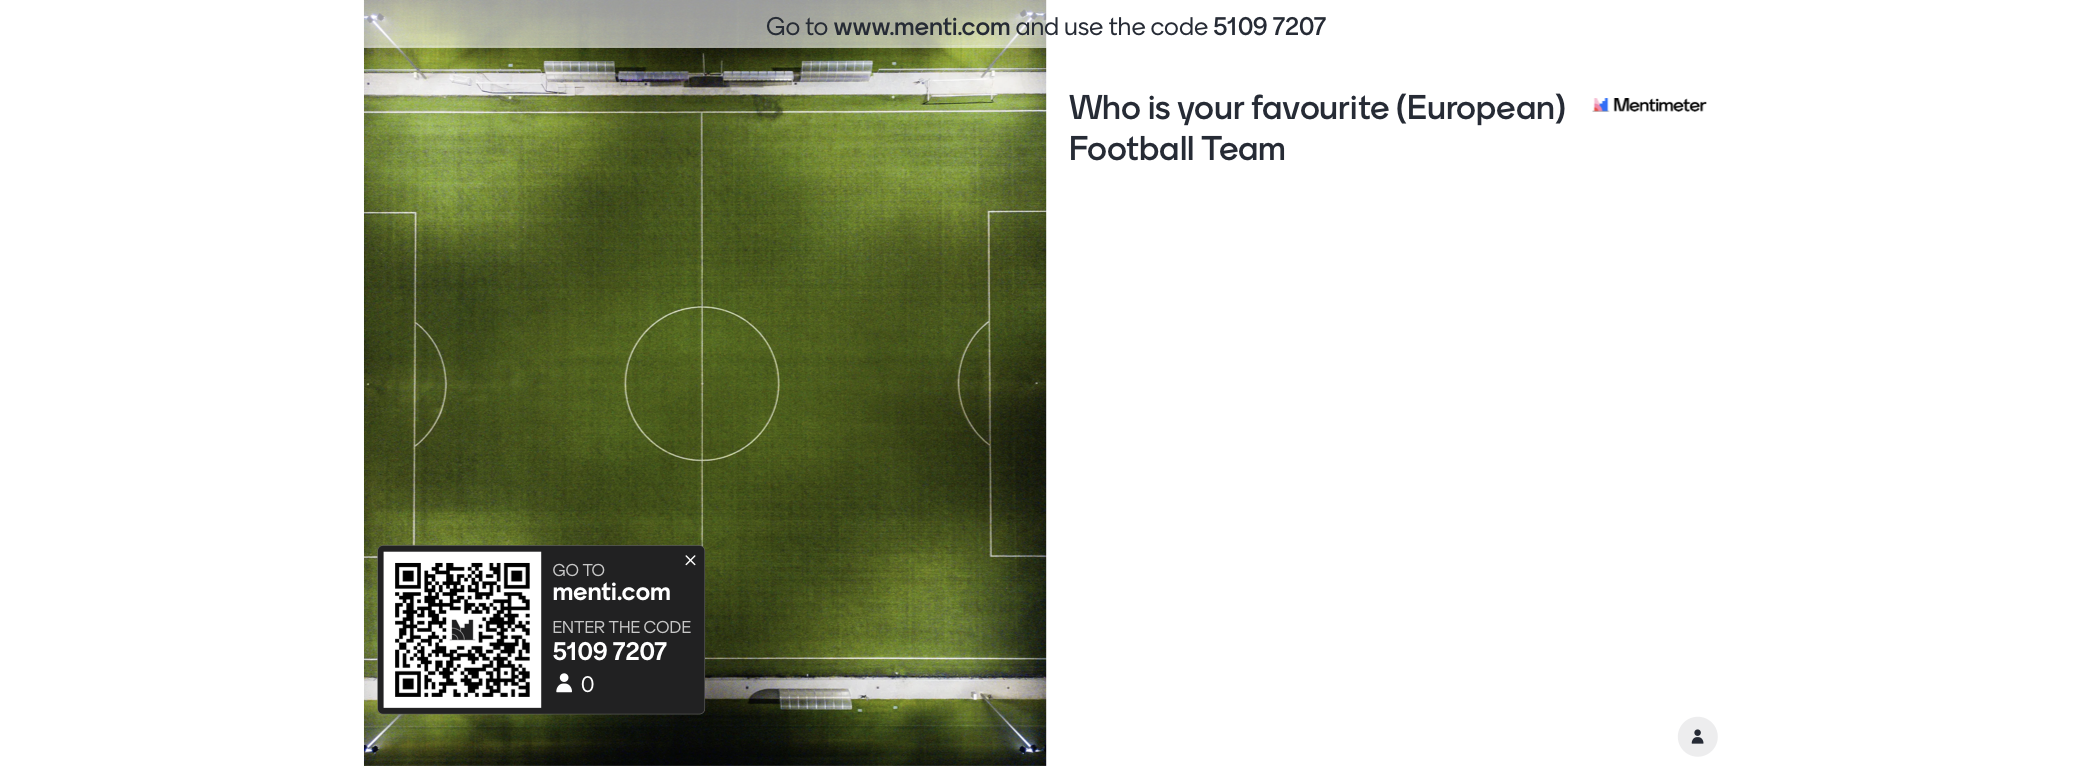 Go to www.menti.com and use the code 5109 7207
Who is your favourite (European)
Football Team
Mentimeter
GO TO
menti.com
ENTER THE CODE
5109 7207
0